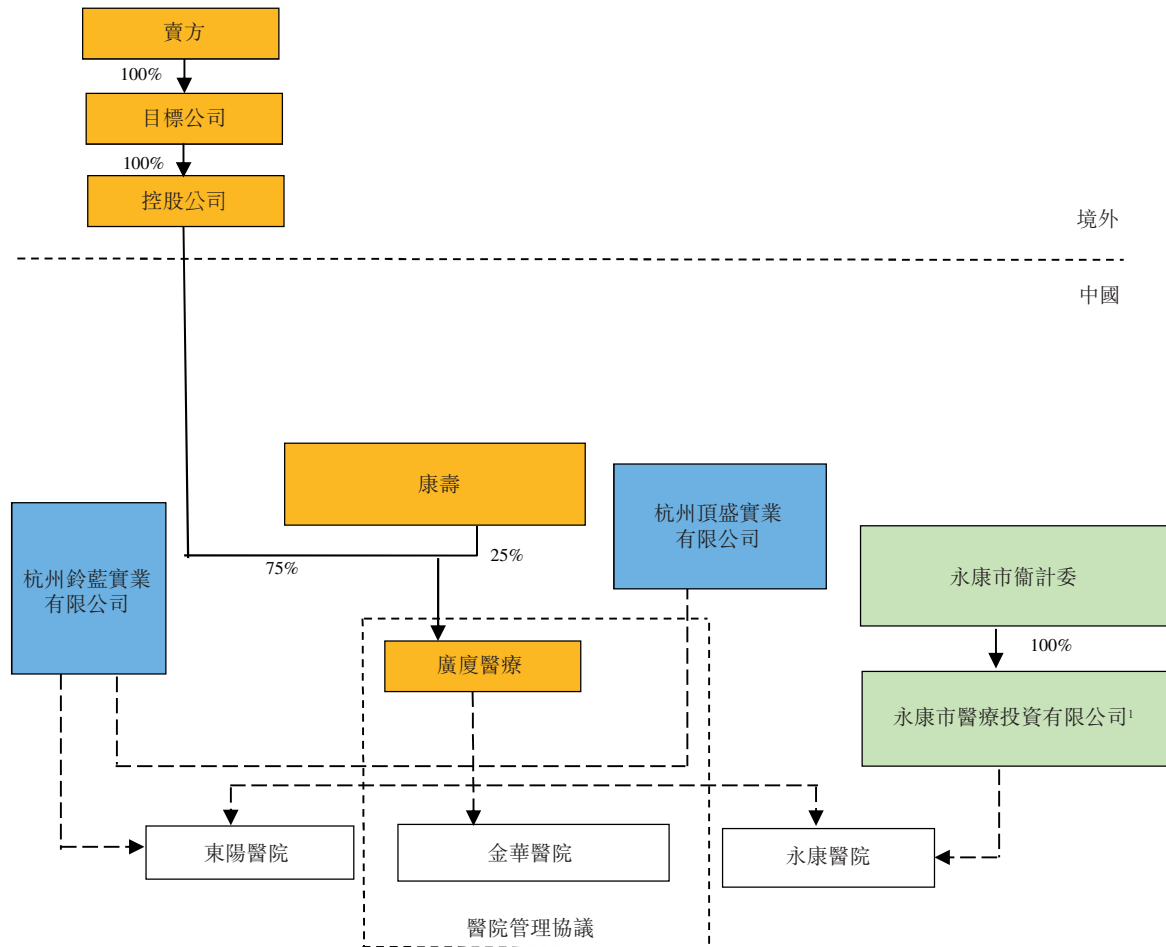 賣方
100%
目標公司
100%
控股公司
境外
中國
康壽
杭州頂盛實業
有限公司
杭州鈴藍實業
有限公司
75%
25%
永康市衞計委
100%
廣廈醫療
永康市醫療投資有限公司¹
東陽醫院
金華醫院
永康醫院
醫院管理協議